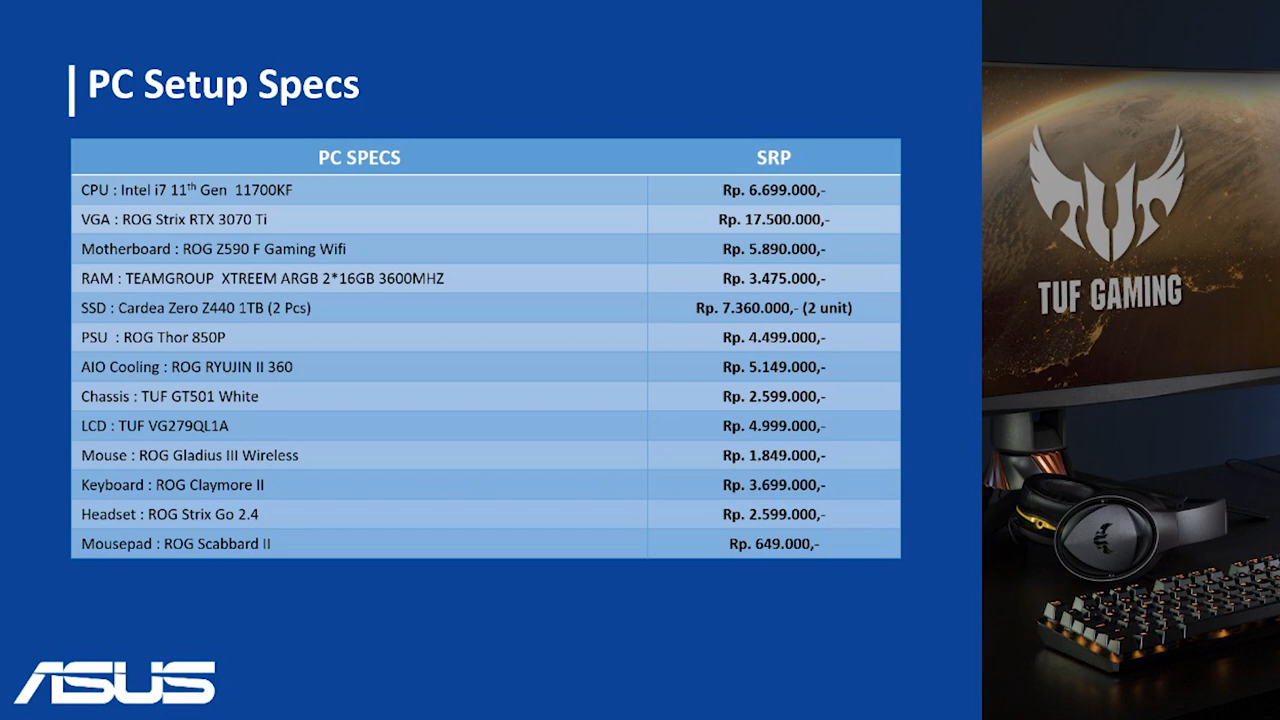 PC Setup Specs
PC SPECS SRP
CPU : Intel i7 11th Gen 11700KF Rp. 6.699.000,-
VGA : ROG Strix RTX 3070 Ti Rp. 17.500.000,-
Motherboard : ROG Z590 F Gaming Wifi Rp. 5.890.000,-
RAM : TEAMGROUP XTREEM ARGB 2*16GB 3600MHZ Rp. 3.475.000,-
SSD : Cardea Zero Z440 1TB (2 Pcs) Rp. 7.360.000,- (2 unit)
PSU : ROG Thor 850P Rp. 4.499.000,-
AIO Cooling : ROG RYUJIN II 360 Rp. 5.149.000,-
Chassis : TUF GT501 White Rp. 2.599.000,-
LCD : TUF VG279QL1A Rp. 4.999.000,-
Mouse : ROG Gladius III Wireless Rp. 1.849.000,-
Keyboard : ROG Claymore II Rp. 3.699.000,-
Headset : ROG Strix Go 2.4 Rp. 2.599.000,-
Mousepad : ROG Scabbard II Rp. 649.000,-
TUF GAMING
ASUS